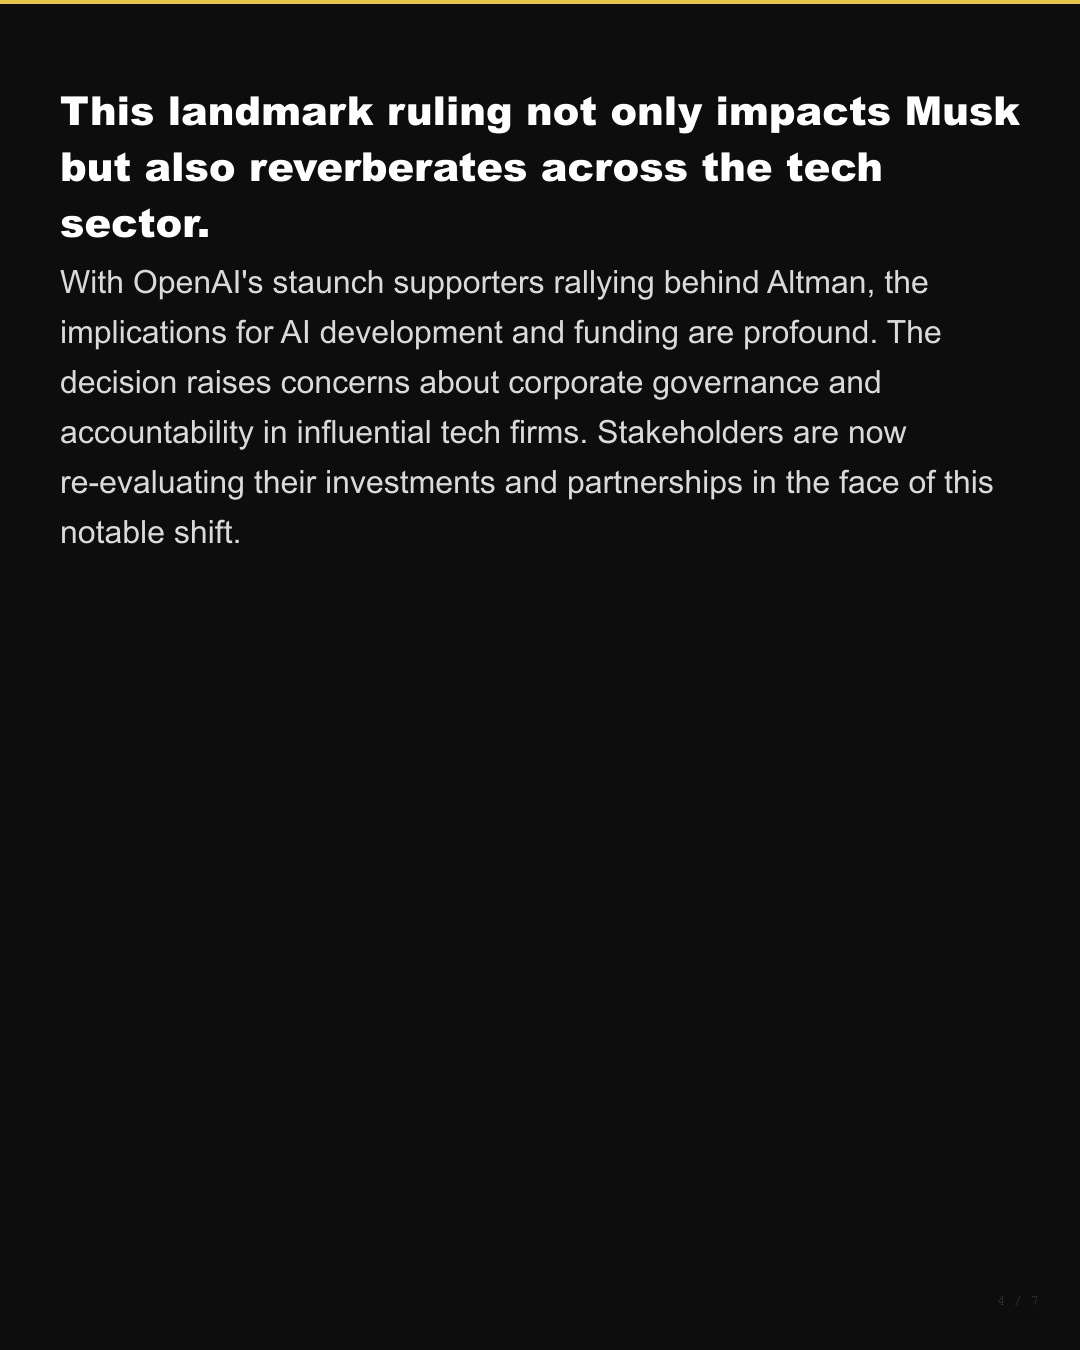 This landmark ruling not only impacts Musk
but also reverberates across the tech
sector.
With OpenAI's staunch supporters rallying behind Altman, the
implications for AI development and funding are profound. The
decision raises concerns about corporate governance and
accountability in influential tech firms. Stakeholders are now
re-evaluating their investments and partnerships in the face of this
notable shift.
4 / 7